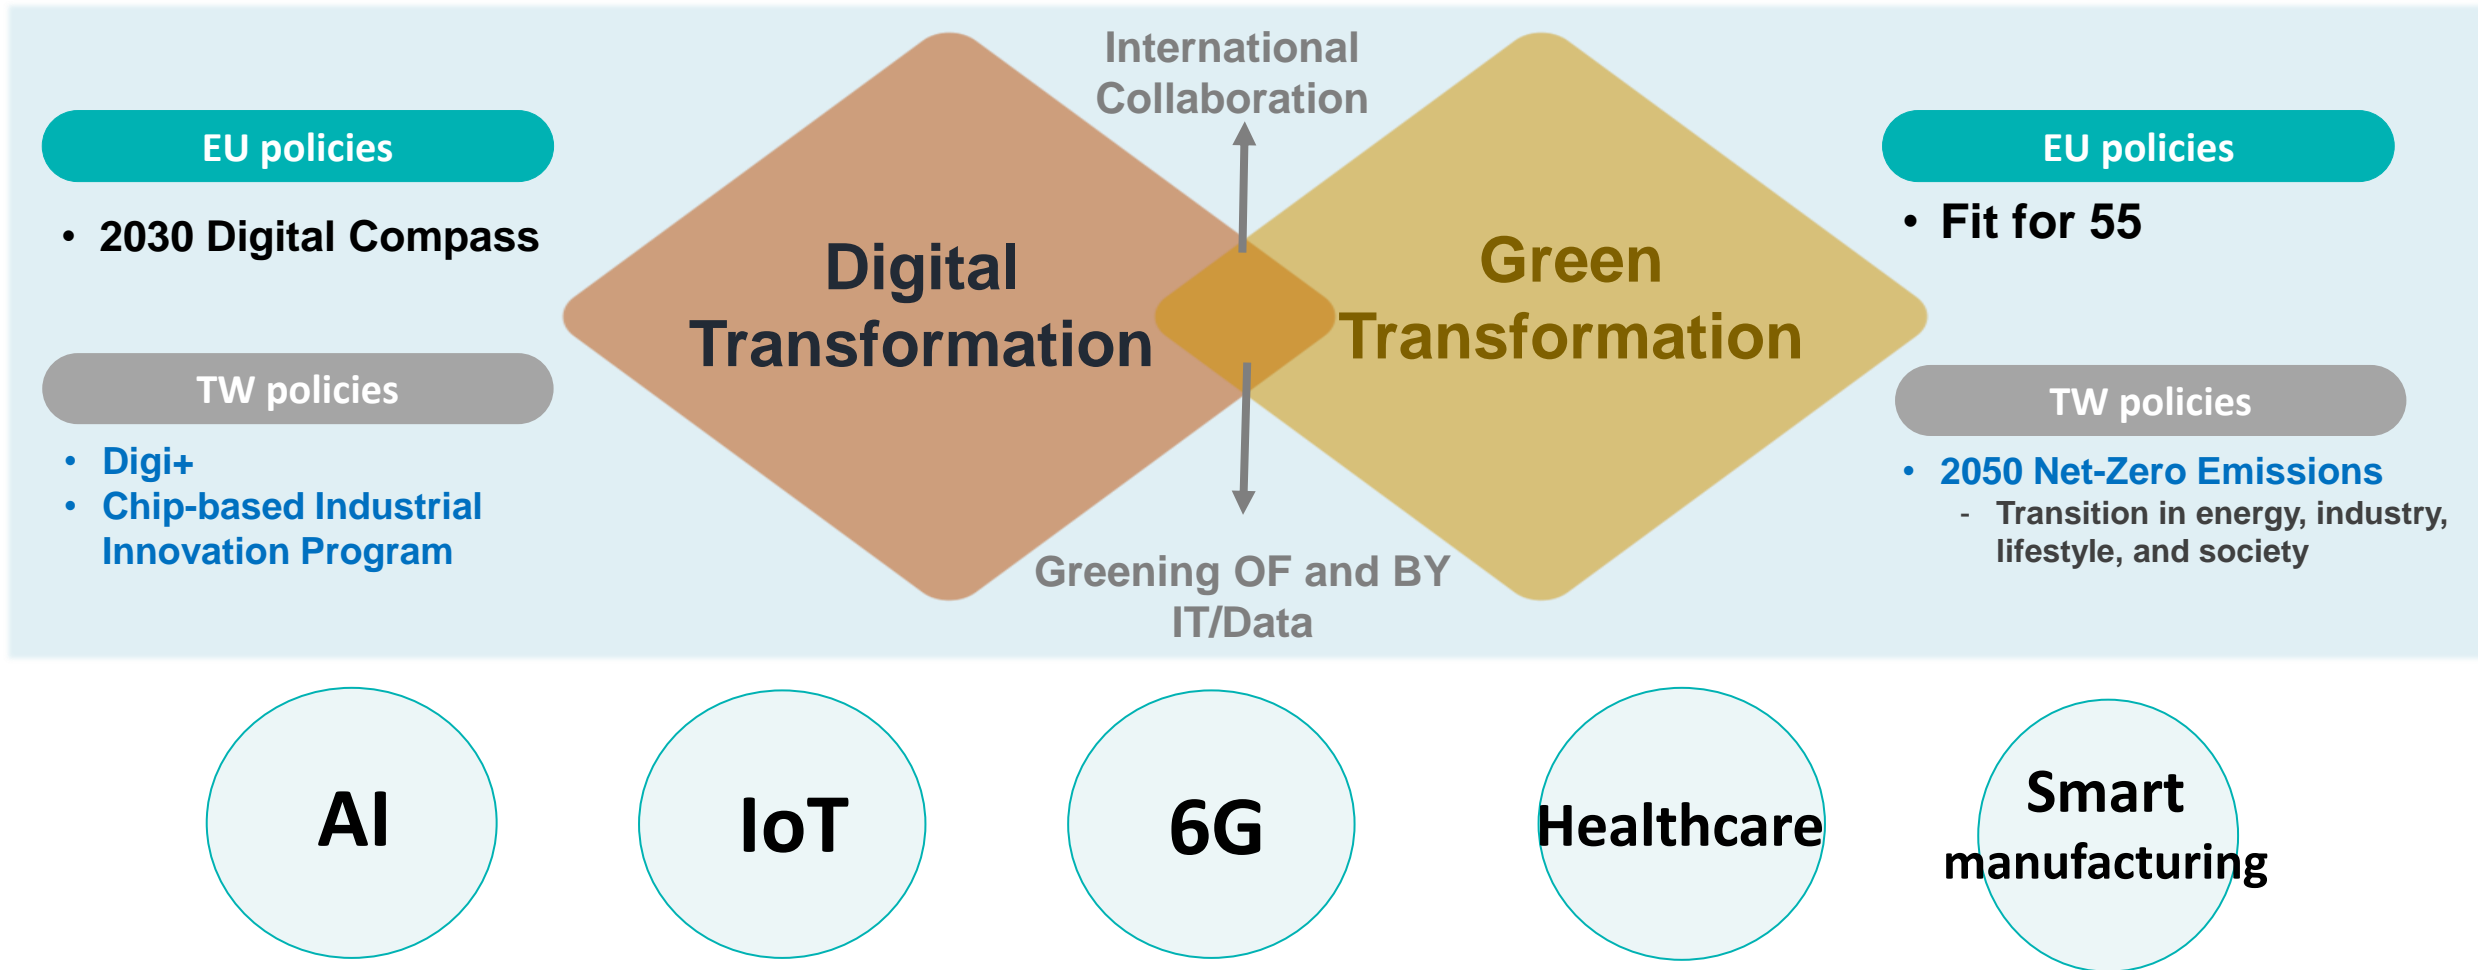 International
Collaboration
EU policies
• 2030 Digital Compass
TW policies
• Digi+
• Chip-based Industrial
Innovation Program
Digital
Transformation
Green
Transformation
Greening OF and BY
IT/Data
EU policies
• Fit for 55
TW policies
• 2050 Net-Zero Emissions
- Transition in energy, industry,
lifestyle, and society
AI
IoT
6G
Healthcare
Smart
manufacturing